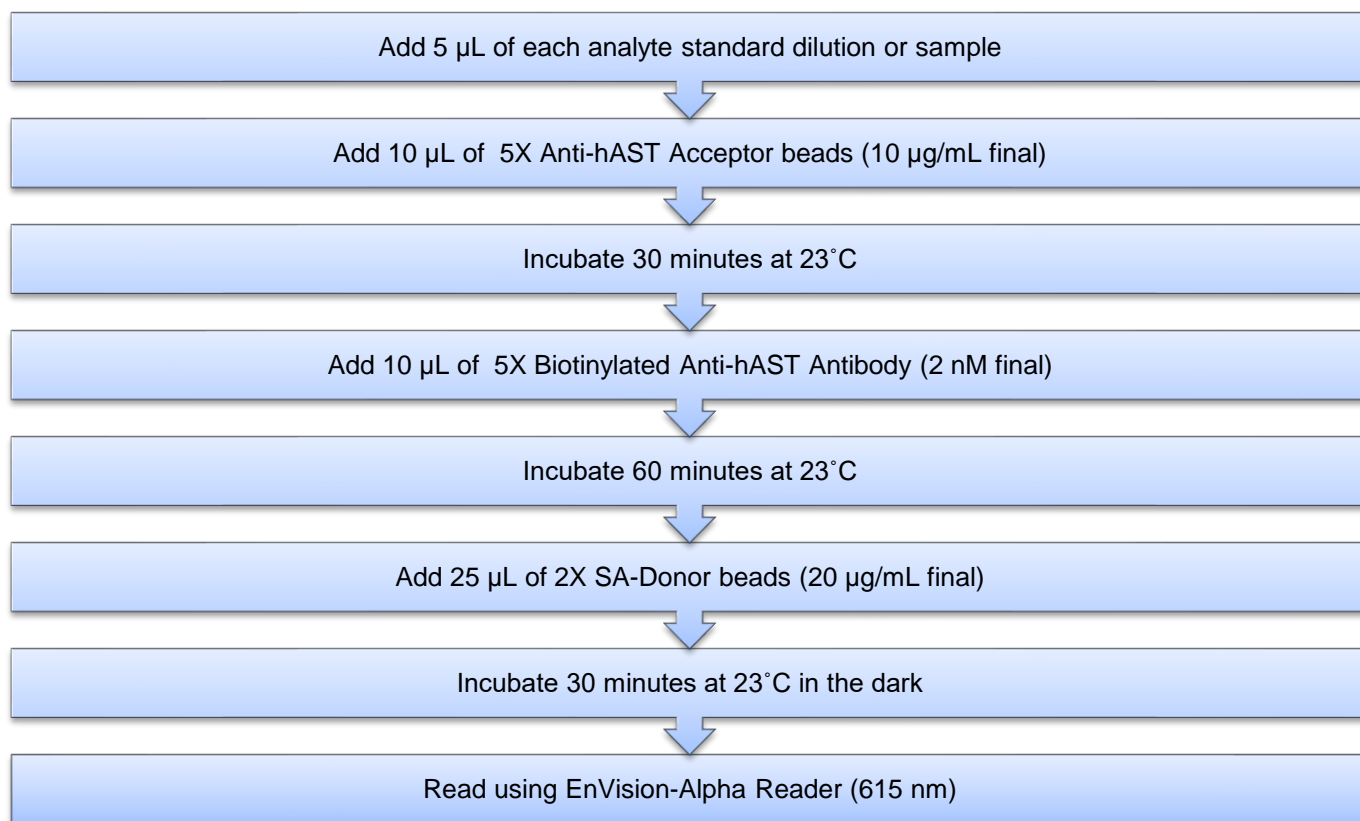 Add 5 µL of each analyte standard dilution or sample
Add 10 µL of 5X Anti-hAST Acceptor beads (10 µg/mL final)
Incubate 30 minutes at 23˚C
Add 10 µL of 5X Biotinylated Anti-hAST Antibody (2 nM final)
Incubate 60 minutes at 23˚C
Add 25 µL of 2X SA-Donor beads (20 µg/mL final)
Incubate 30 minutes at 23˚C in the dark
Read using EnVision-Alpha Reader (615 nm)